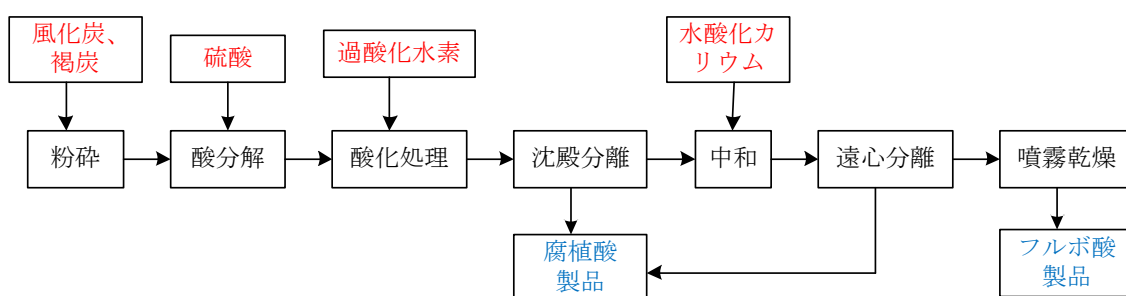 風化炭、
褐炭
硫酸
過酸化水素
水酸化カ
リウム
粉砕
酸分解
酸化処理
沈殿分離
中和
遠心分離
噴霧乾燥
腐植酸
製品
フルボ酸
製品